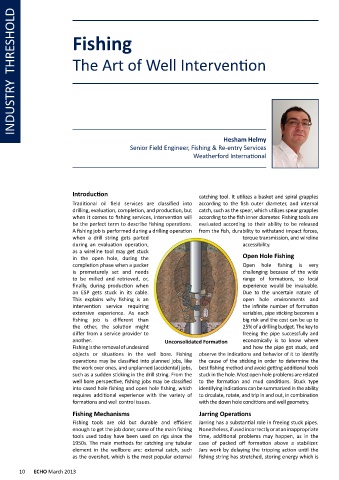 INDUSTRY THRESHOLD
Fishing
The Art of Well Intervention
Hesham Helmy
Senior Field Engineer, Fishing & Re-entry Services
Weatherford International
Introduction
Traditional oil field services are classified into
drilling, evaluation, completion, and production, but
when it comes to fishing services, intervention will
be the perfect term to describe fishing operations.
A fishing job is performed during a drilling operation
when a drill string gets parted
during an evaluation operation,
as a wireline tool may get stuck
in the open hole, during the
completion phase when a packer
is prematurely set and needs
to be milled and retrieved, or,
finally, during production when
an ESP gets stuck in its cable.
This explains why fishing is an
intervention service requiring
extensive experience. As each
fishing job is different than
the other, the solution might
differ from a service provider to
another.
Fishing is the removal of undesired
objects or situations in the well bore. Fishing
operations may be classified into planned jobs, like
the work over ones, and unplanned (accidental) jobs,
such as a sudden sticking in the drill string. From the
well bore perspective, fishing jobs may be classified
into cased hole fishing and open hole fishing, which
requires additional experience with the variety of
formations and well control issues.
Fishing Mechanisms
Fishing tools are old but durable and efficient
enough to get the job done; some of the main fishing
tools used today have been used on rigs since the
1950s. The main methods for catching any tubular
element in the wellbore are: external catch, such
as the overshot, which is the most popular external
catching tool. It utilizes a basket and spiral grapples
according to the fish outer diameter, and internal
catch, such as the spear, which utilizes spear grapples
according to the fish inner diameter. Fishing tools are
evaluated according to their ability to be released
from the fish, durability to withstand impact forces,
torque transmission, and wireline
accessibility.
Open Hole Fishing
Open hole fishing is very
challenging because of the wide
range of formations, so local
experience would be invaluable.
Due to the uncertain nature of
open hole environments and
the infinite number of formation
variables, pipe sticking becomes a
big risk and the cost can be up to
25% of a drilling budget. The key to
freeing the pipe successfully and
economically is to know where
and how the pipe got stuck, and
Unconsolidated Formation
observe the indications and behavior of it to identify
the cause of the sticking in order to determine the
best fishing method and avoid getting additional tools
stuck in the hole. Most open hole problems are related
to the formation and mud conditions. Stuck type
identifying indications can be summarized in the ability
to circulate, rotate, and trip in and out, in combination
with the down hole conditions and well geometry.
Jarring Operations
Jarring has a substantial role in freeing stuck pipes.
Nonetheless, if used incorrectly or at an inappropriate
time, additional problems may happen, as in the
case of packed off formation above a stabilizer.
Jars work by delaying the tripping action until the
fishing string has stretched, storing energy which is
10 ECHO March 2013